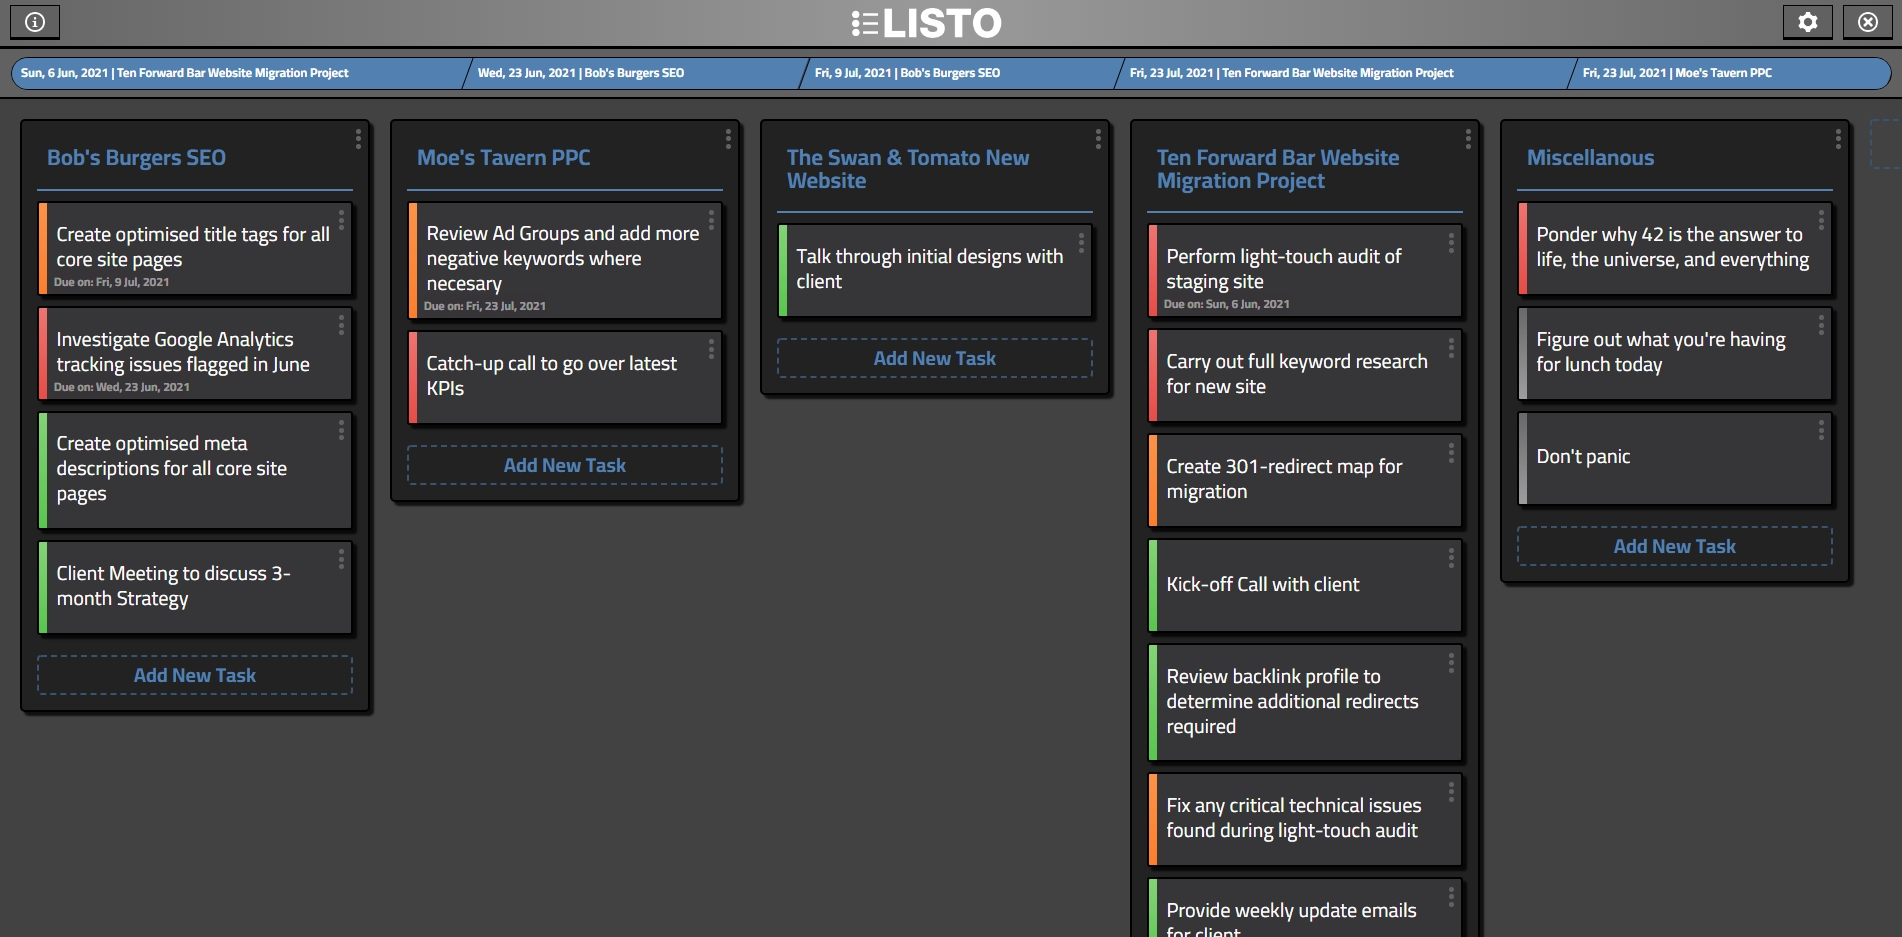 LISTO
Sun, 6 Jun, 2021 | Ten Forward Bar Website Migration Project
Wed, 23 Jun, 2021 | Bob's Burgers SEO
Fri, 9 Jul, 2021 | Bob's Burgers SEO
Fri, 23 Jul, 2021 | Ten Forward Bar Website Migration Project
Fri, 23 Jul, 2021 | Moe's Tavern PPC
Bob's Burgers SEO
Create optimised title tags for all
core site pages
Due on: Fri, 9 Jul, 2021
Investigate Google Analytics
tracking issues flagged in June
Due on: Wed, 23 Jun, 2021
Create optimised meta
descriptions for all core site
pages
Client Meeting to discuss 3-
month Strategy
Add New Task
Moe's Tavern PPC
Review Ad Groups and add more
negative keywords where
necesary
Due on: Fri, 23 Jul, 2021
Catch-up call to go over latest
KPIs
Add New Task
The Swan & Tomato New
Website
Talk through initial designs with
client
Add New Task
Ten Forward Bar Website
Migration Project
Perform light-touch audit of
staging site
Due on: Sun, 6 Jun, 2021
Carry out full keyword research
for new site
Create 301-redirect map for
migration
Kick-off Call with client
Review backlink profile to
determine additional redirects
required
Fix any critical technical issues
found during light-touch audit
Provide weekly update emails
for client
Miscellanous
Ponder why 42 is the answer to
life, the universe, and everything
Figure out what you're having
for lunch today
Don't panic
Add New Task